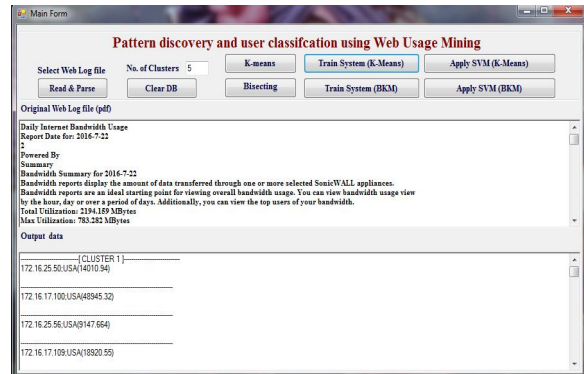 Main Form
Pattern discovery and user classifcation using Web Usage Mining
Select Web Log file
No. of Clusters 5
K-means
Train System (K-Means)
Apply SVM (K-Means)
Read & Parse
Clear DB
Bisecting
Train System (BKM)
Apply SVM (BKM)
Original Web Log file (pdf)
Daily Internet Bandwidth Usage
Report Date for: 2016-7-22
2
Powered By
Summary
Bandwidth Summary for 2016-7-22
Bandwidth reports display the amount of data transferred through one or more selected SonicWALL appliances.
Bandwidth reports are an ideal starting point for viewing overall bandwidth usage. You can view bandwidth usage view
by the hour, day or over a period of days. Additionally, you can view the top users of your bandwidth.
Total Utilization: 2194.159 MBytes
Max Utilization: 783.282 MBytes
Output data
-----------------------[ CLUSTER 1 ]----------------------
172.16.25.50;USA(14010.94)
------------------------------------------------------------
172.16.17.100;USA(48945.32)
------------------------------------------------------------
172.16.25.56;USA(9147.664)
------------------------------------------------------------
172.16.17.109;USA(18920.55)